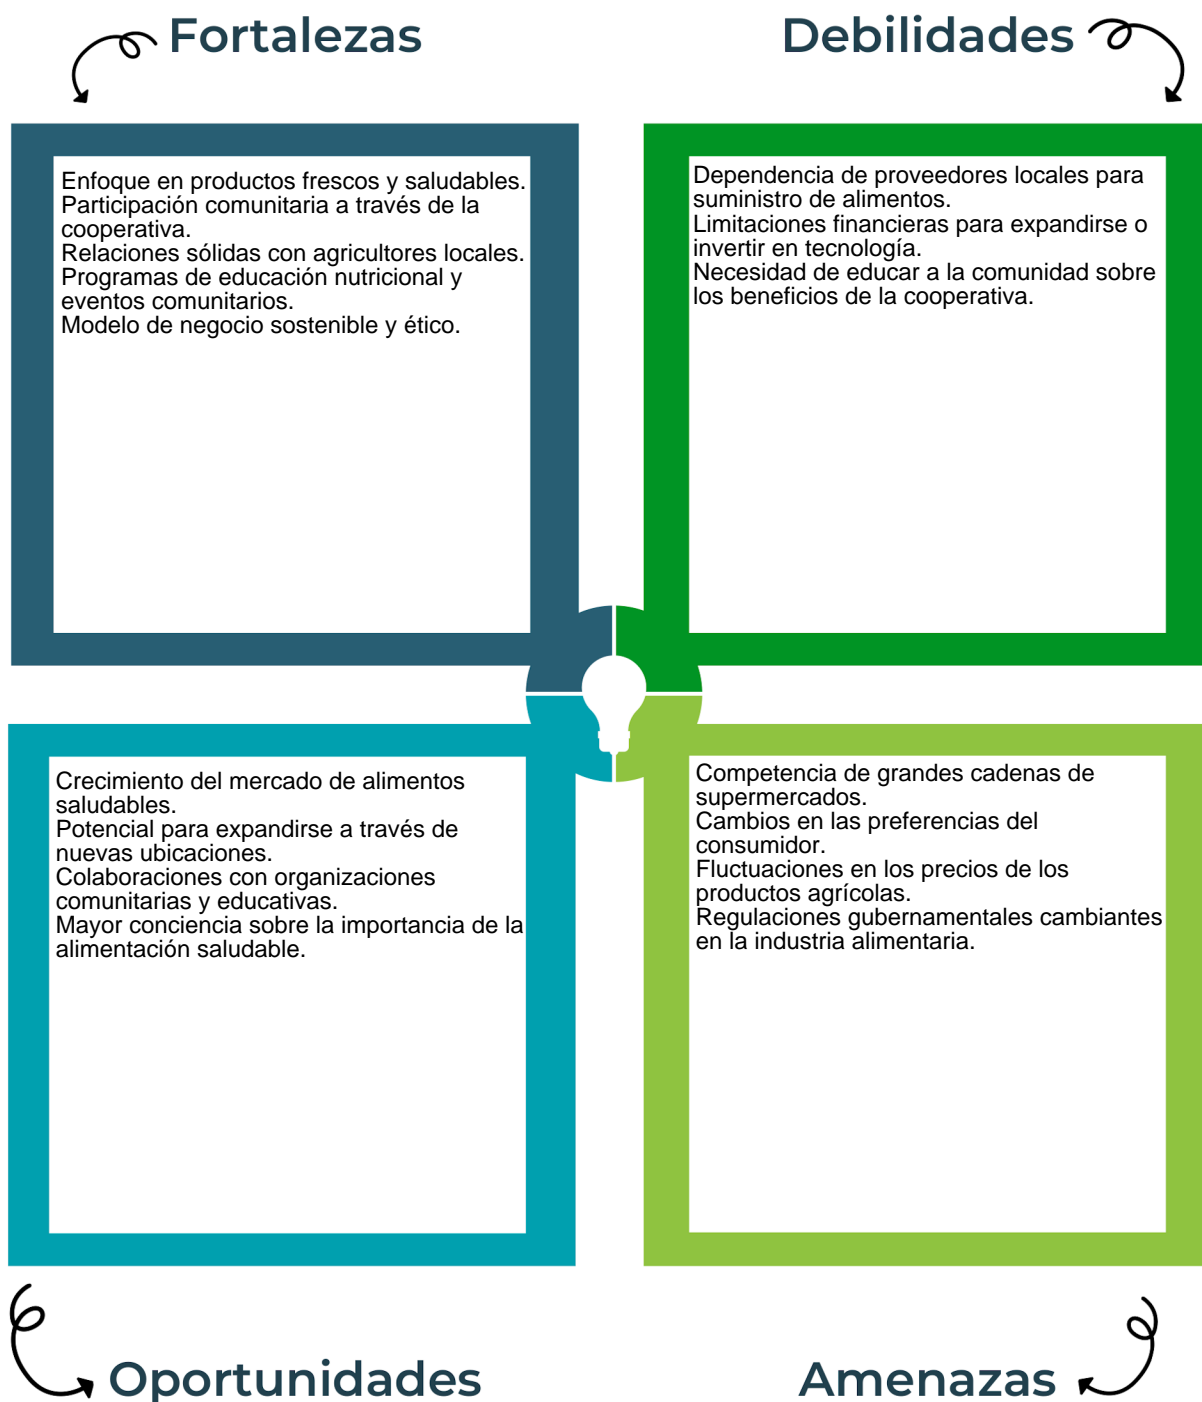 Fortalezas
Enfoque en productos frescos y saludables.
Participación comunitaria a través de la
cooperativa.
Relaciones sólidas con agricultores locales.
Programas de educación nutricional y
eventos comunitarios.
Modelo de negocio sostenible y ético.
Debilidades
Dependencia de proveedores locales para
suministro de alimentos.
Limitaciones financieras para expandirse o
invertir en tecnología.
Necesidad de educar a la comunidad sobre
los beneficios de la cooperativa.
Crecimiento del mercado de alimentos
saludables.
Potencial para expandirse a través de
nuevas ubicaciones.
Colaboraciones con organizaciones
comunitarias y educativas.
Mayor conciencia sobre la importancia de la
alimentación saludable.
Oportunidades
Competencia de grandes cadenas de
supermercados.
Cambios en las preferencias del
consumidor.
Fluctuaciones en los precios de los
productos agrícolas.
Regulaciones gubernamentales cambiantes
en la industria alimentaria.
Amenazas